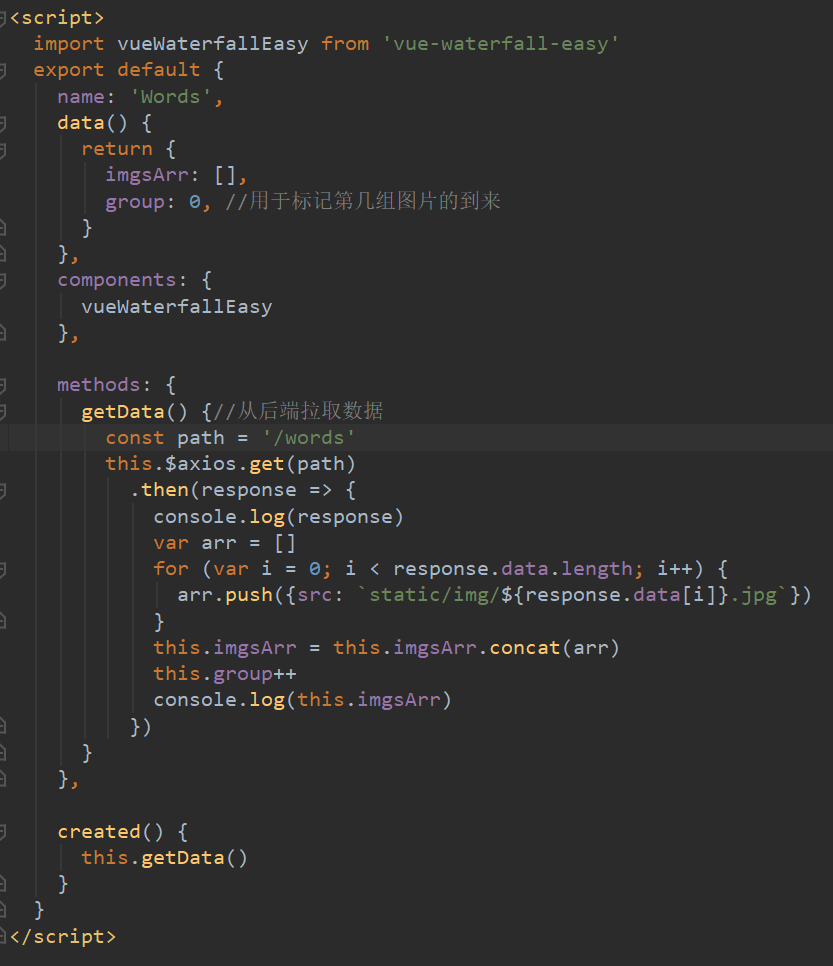 <script>
import vueWaterfallEasy from 'vue-waterfall-easy'
export default {
name: 'Words',
data() {
return {
imgsArr: [],
group: 0, //用于标记第几组图片的到来
}
},
components: {
vueWaterfallEasy
},
methods: {
getData() {//从后端拉取数据
const path = '/words'
this.$axios.get(path)
.then(response => {
console.log(response)
var arr = []
for (var i = 0; i < response.data.length; i++) {
arr.push({src: `static/img/${response.data[i]}.jpg`})
}
this.imgsArr = this.imgsArr.concat(arr)
this.group++
console.log(this.imgsArr)
})
}
},
created() {
this.getData()
}
}
</script>